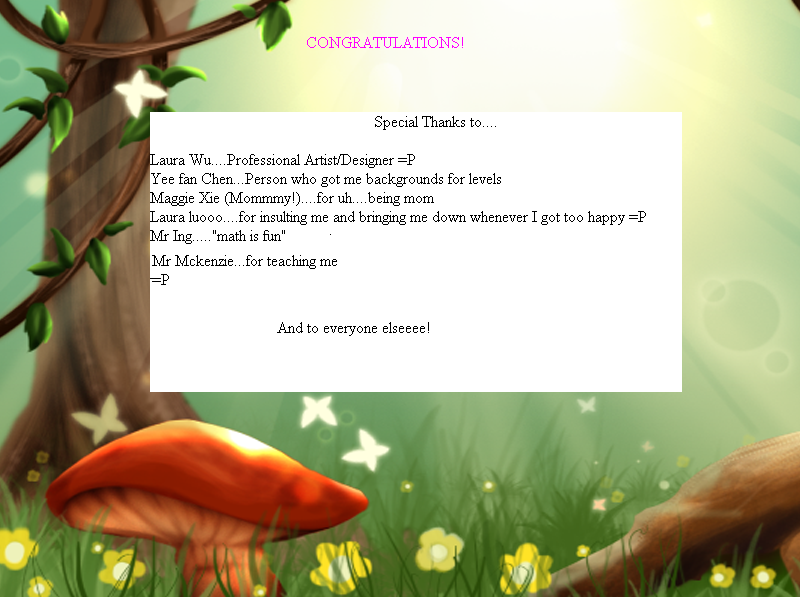 CONGRATULATIONS!
Special Thanks to....
Laura Wu....Professional Artist/Designer =P
Yee fan Chen...Person who got me backgrounds for levels
Maggie Xie (Mommmy!)....for uh....being mom
Laura luooo....for insulting me and bringing me down whenever I got too happy =P
Mr Ing....."math is fun"
Mr Mckenzie...for teaching me
=P
And to everyone elseeee!